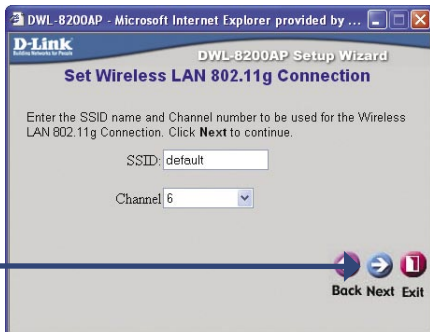 DWL-8200AP - Microsoft Internet Explorer provided by ...
D-Link
Building Networks for People
DWL-8200AP Setup Wizard
Set Wireless LAN 802.11g Connection
Enter the SSID name and Channel number to be used for the Wireless
LAN 802.11g Connection. Click Next to continue.
SSID: default
Channel 6
Back Next Exit